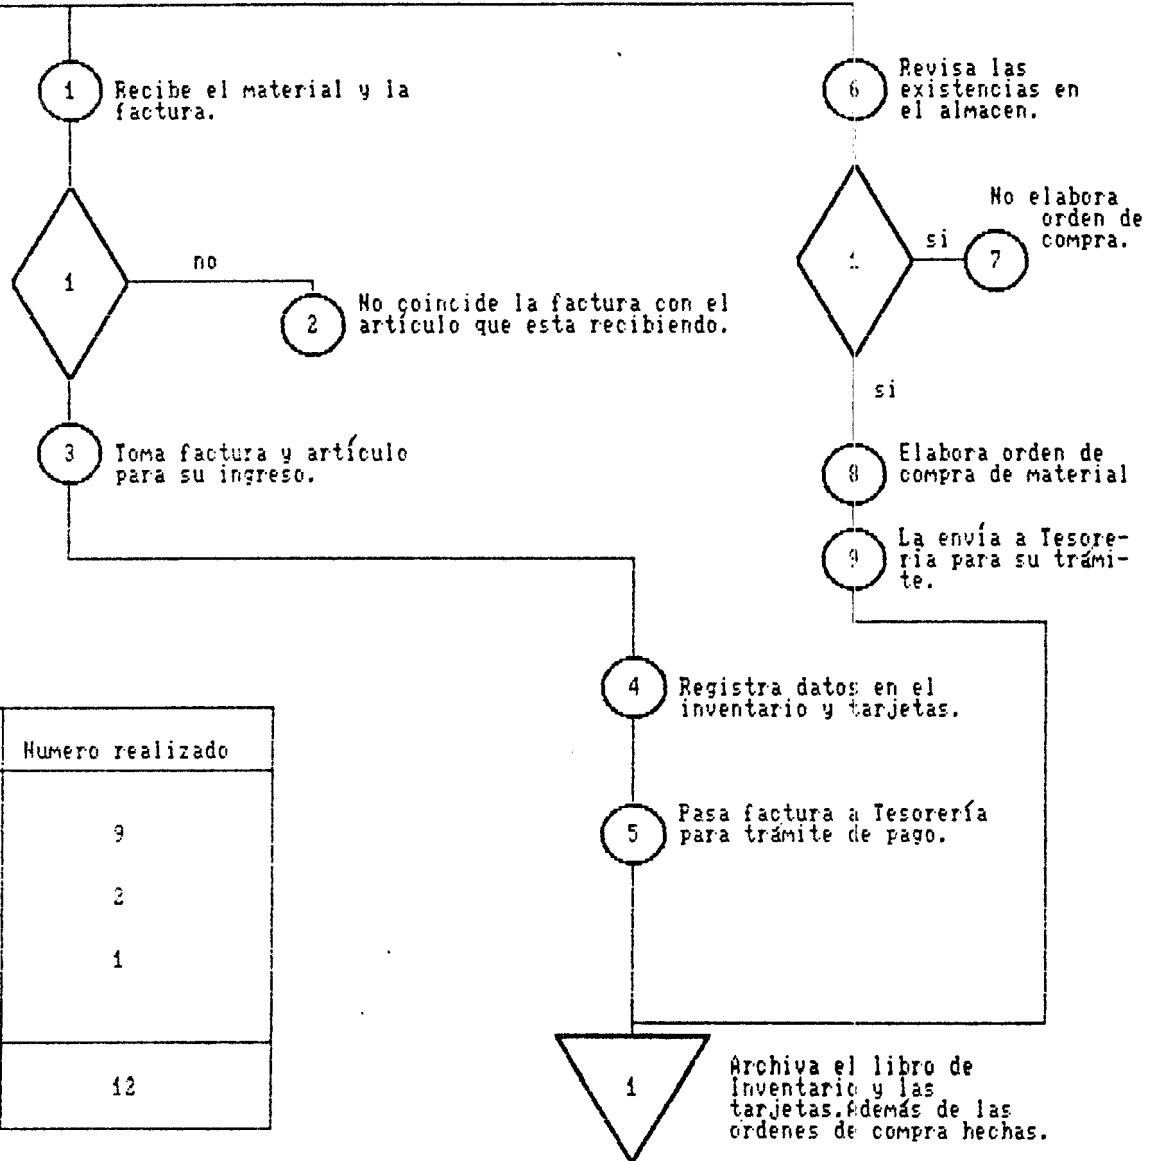 1
Recibe el material y la
factura.
1
no
2
No coincide la factura con el
artículo que esta recibiendo.
3
Toma factura y artículo
para su ingreso.
6
Revisa las
existencias en
el almacen.
1
si
7
No elabora
orden de
compra.
si
8
Elabora orden de
compra de material
9
La envía a Tesore-
ria para su trámi-
te.
4
Registra datos en el
inventario y tarjetas.
5
Pasa factura a Tesorería
para trámite de pago.
Numero realizado
9
2
1
12
1
Archiva el libro de
Inventario y las
tarjetas.Además de las
ordenes de compra hechas.